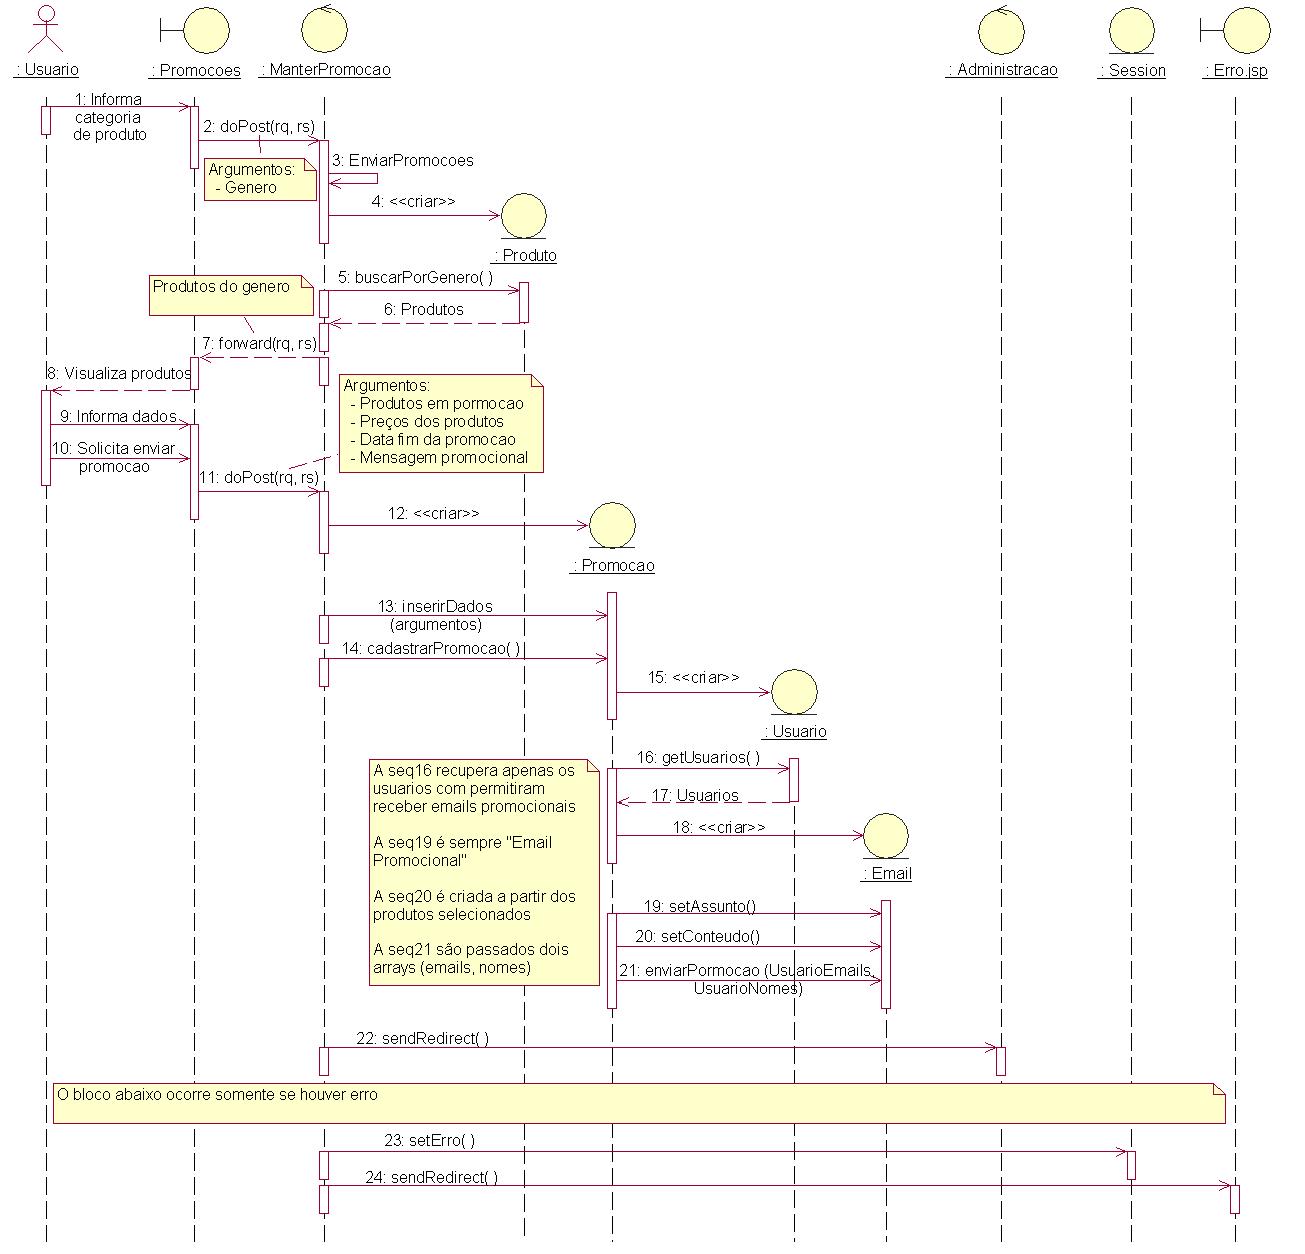 : Usuario
: Promocoes
: ManterPromocao
: Administracao
: Session
: Erro.jsp
1: Informa
categoria
de produto
2: doPost(rq, rs)
Argumentos:
- Genero
3: EnviarPromocoes
4: <<criar>>
: Produto
5: buscarPorGenero( )
Produtos do genero
6: Produtos
7: forward(rq, rs)
8: Visualiza produtos
Argumentos:
- Produtos em pormocao
- Preços dos produtos
- Data fim da promocao
- Mensagem promocional
9: Informa dados
10: Solicita enviar
promocao
11: doPost(rq, rs)
12: <<criar>>
: Promocao
13: inserirDados
(argumentos)
14: cadastrarPromocao( )
15: <<criar>>
: Usuario
16: getUsuarios( )
A seq16 recupera apenas os
usuarios com permitiram
receber emails promocionais
A seq19 é sempre "Email
Promocional"
A seq20 é criada a partir dos
produtos selecionados
A seq21 são passados dois
arrays (emails, nomes)
17: Usuarios
18: <<criar>>
: Email
19: setAssunto()
20: setConteudo()
21: enviarPormocao (UsuarioEmails,
UsuarioNomes)
22: sendRedirect( )
O bloco abaixo ocorre somente se houver erro
23: setErro( )
24: sendRedirect( )